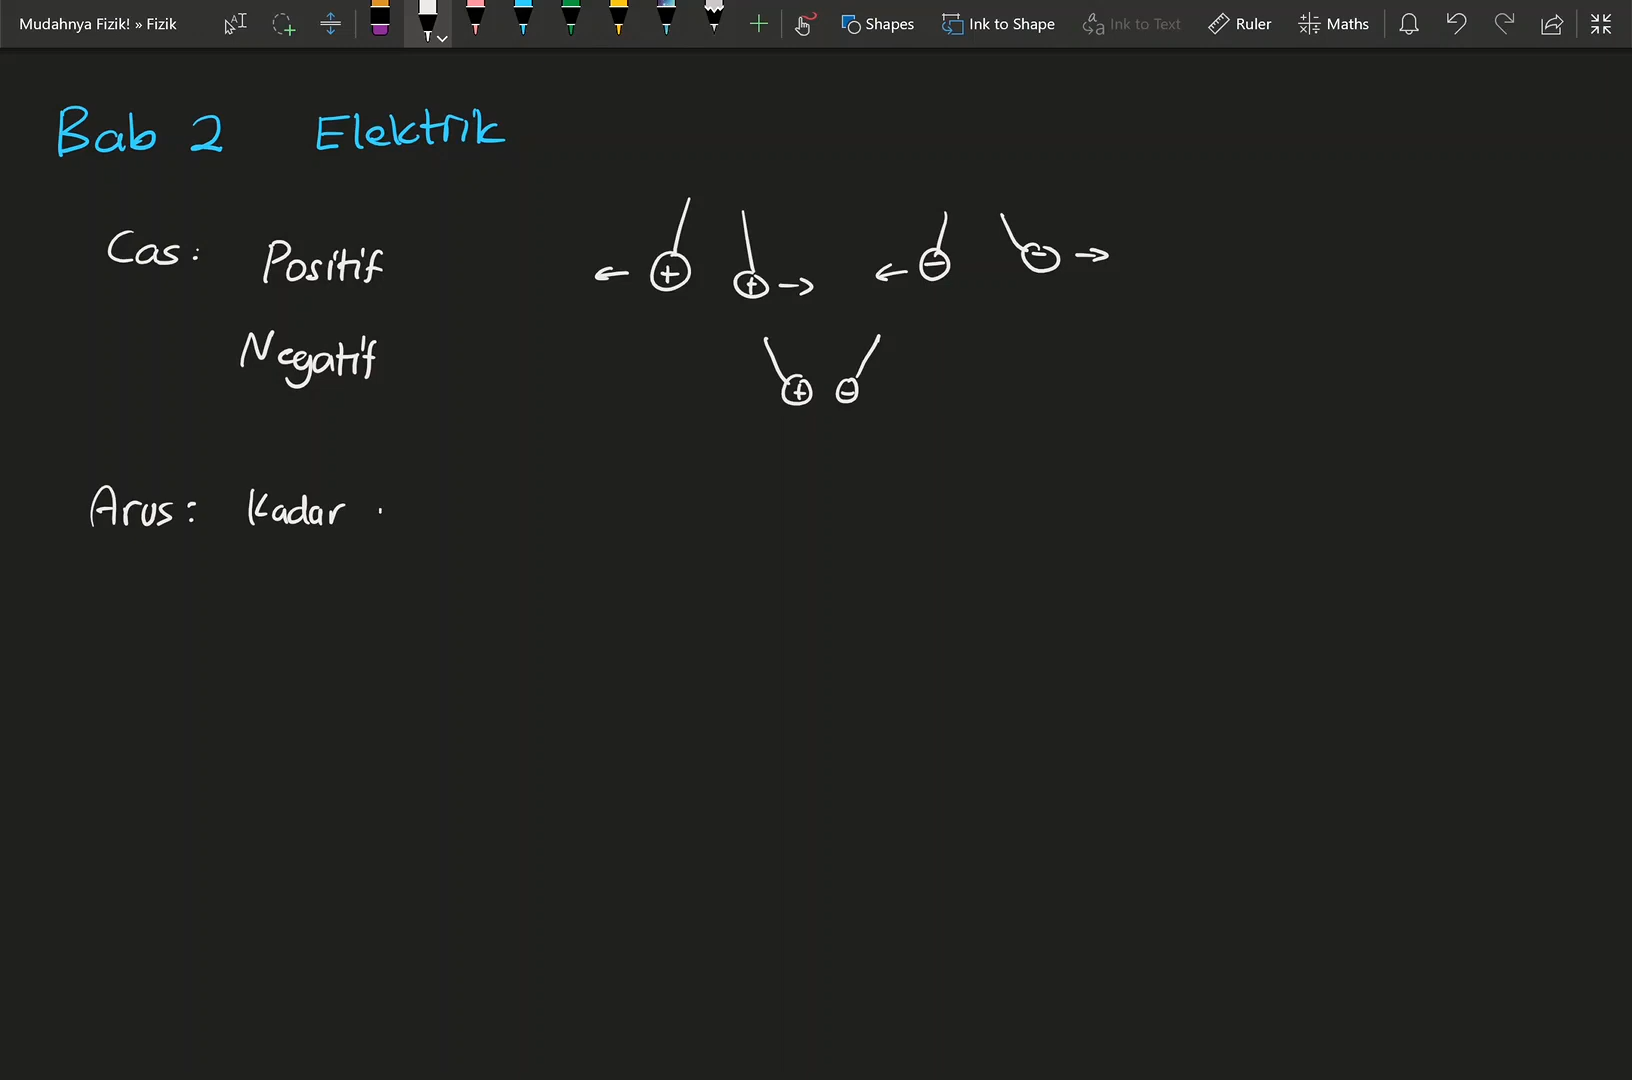 Mudahnya Fizik! » Fizik Shapes Ink to Shape Ink to Text Ruler Maths
Bab 2 Elektrik
Cas: Positif
← + + → ← − − →
Negatif
+ −
Arus: Kadar